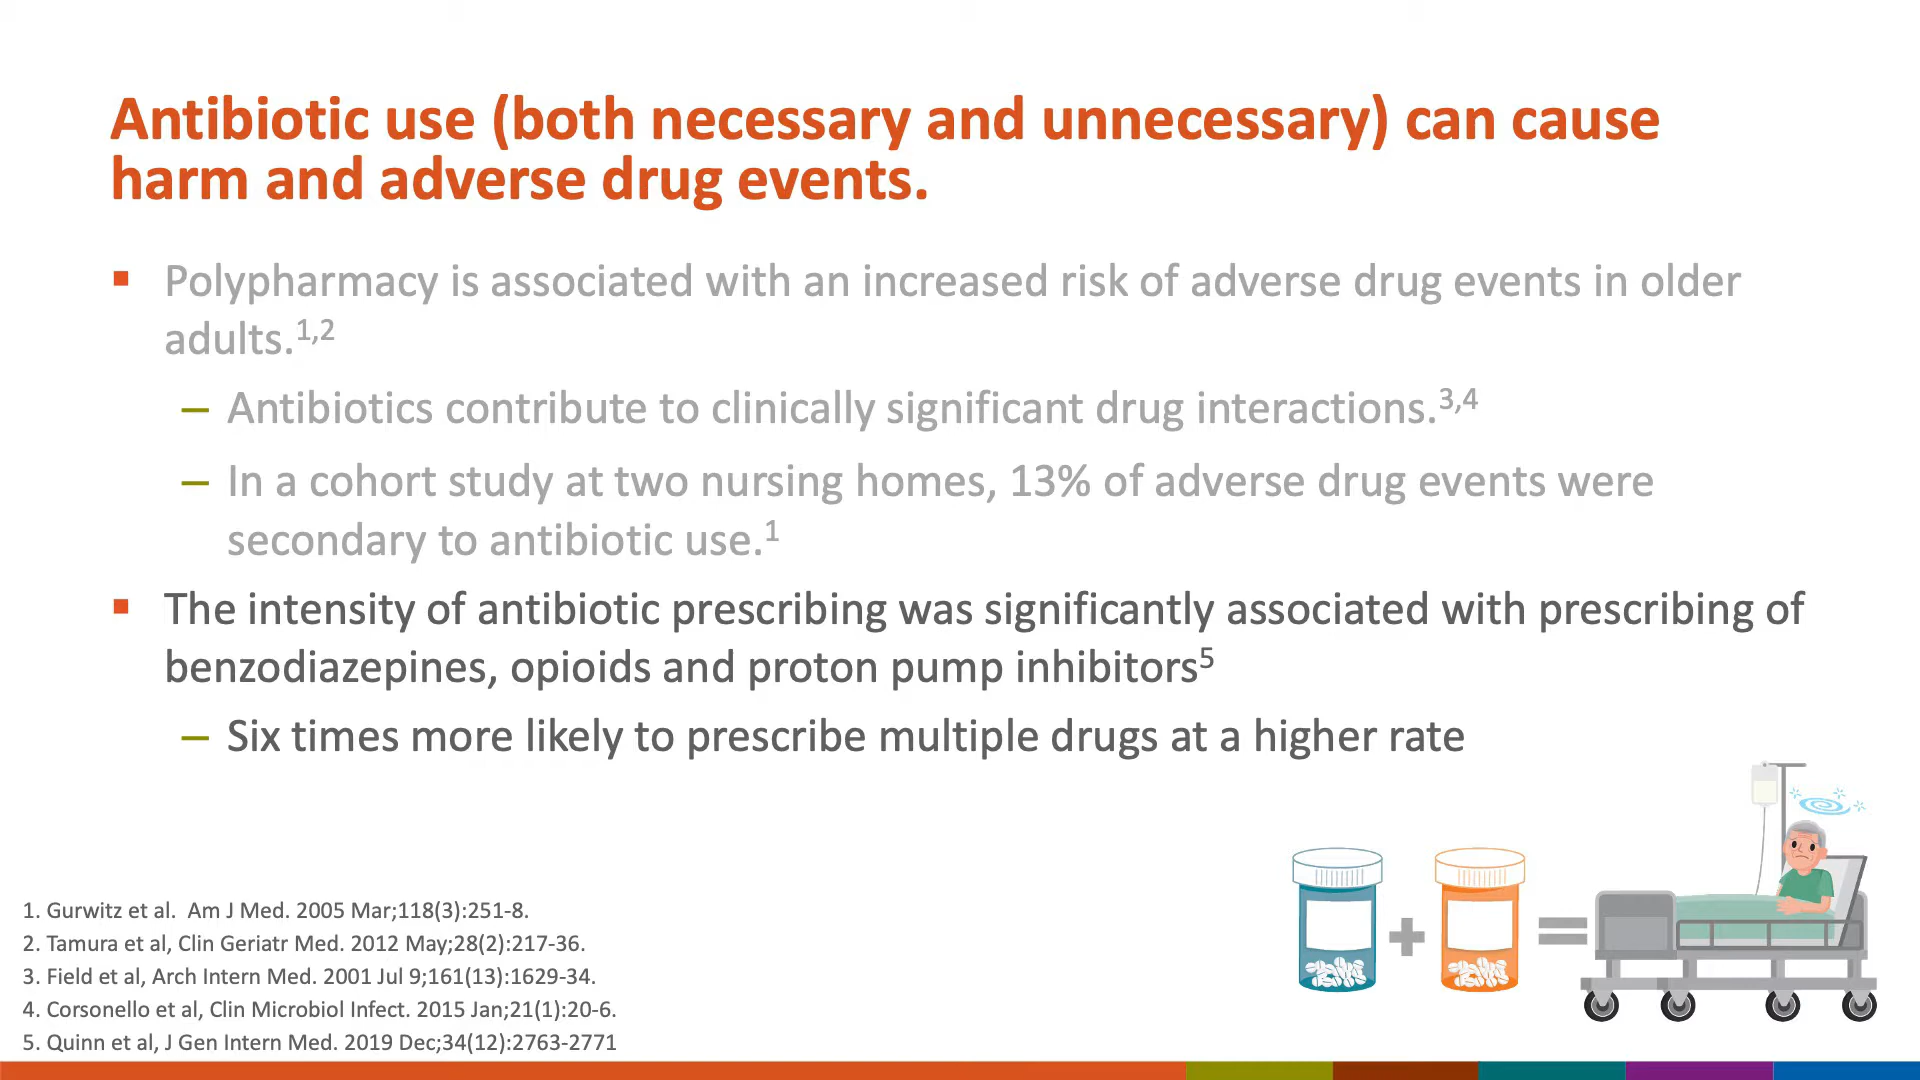 Antibiotic use (both necessary and unnecessary) can cause
harm and adverse drug events.
▪ Polypharmacy is associated with an increased risk of adverse drug events in older
adults.1,2
– Antibiotics contribute to clinically significant drug interactions.3,4
– In a cohort study at two nursing homes, 13% of adverse drug events were
secondary to antibiotic use.1
▪ The intensity of antibiotic prescribing was significantly associated with prescribing of
benzodiazepines, opioids and proton pump inhibitors5
– Six times more likely to prescribe multiple drugs at a higher rate
1. Gurwitz et al.  Am J Med. 2005 Mar;118(3):251-8.
2. Tamura et al, Clin Geriatr Med. 2012 May;28(2):217-36.
3. Field et al, Arch Intern Med. 2001 Jul 9;161(13):1629-34.
4. Corsonello et al, Clin Microbiol Infect. 2015 Jan;21(1):20-6.
5. Quinn et al, J Gen Intern Med. 2019 Dec;34(12):2763-2771